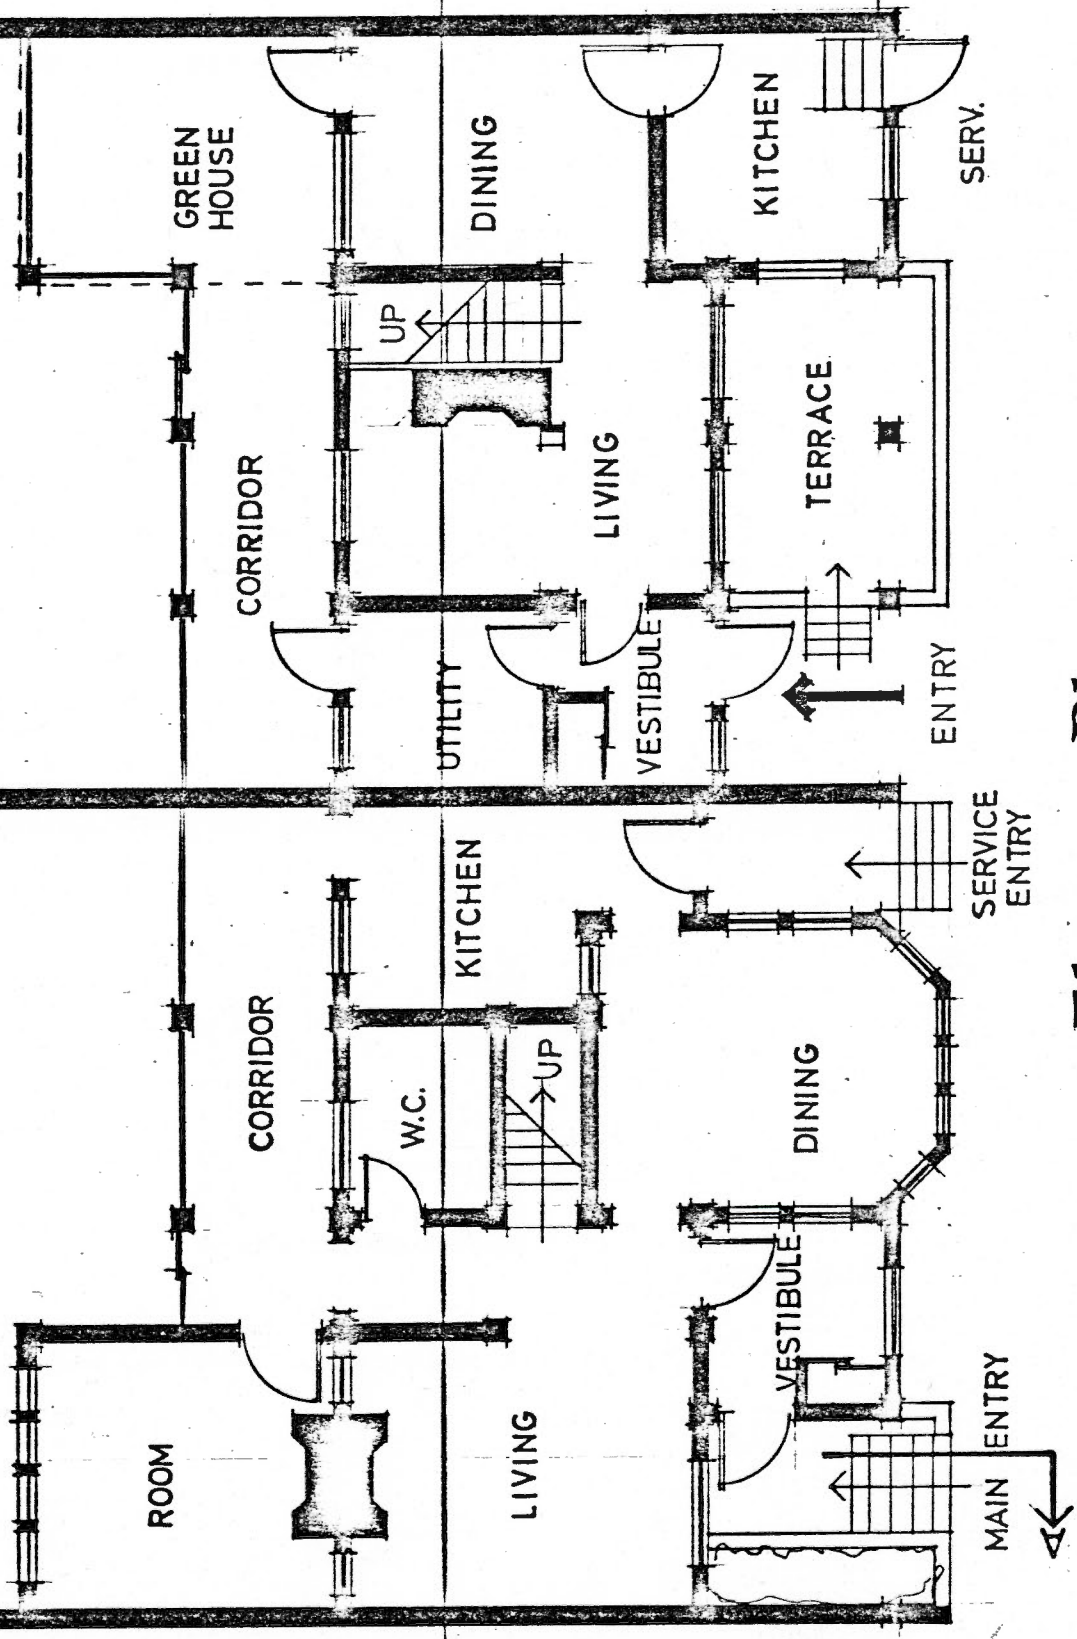 GREEN
HOUSE
DINING
KITCHEN
SERV.
UP
CORRIDOR
LIVING
TERRACE
UTILITY
VESTIBULE
ENTRY
KITCHEN
SERVICE
ENTRY
CORRIDOR
W.C.
UP
DINING
ROOM
LIVING
VESTIBULE
MAIN ENTRY
A